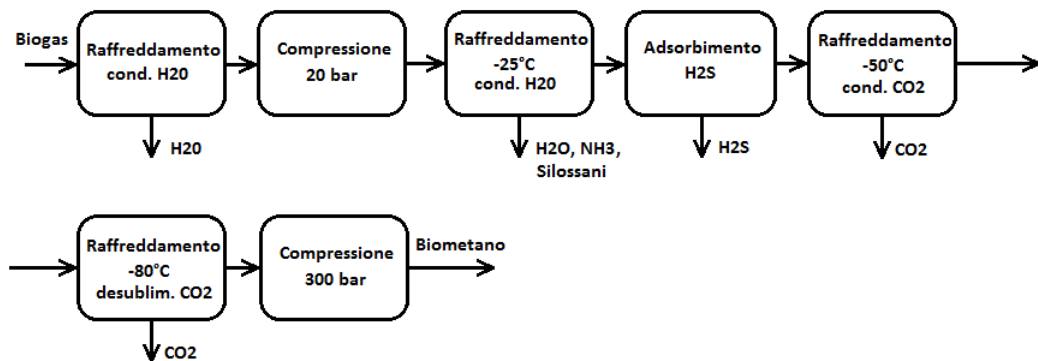 Biogas
Raffreddamento
cond. H20
H20
Compressione
20 bar
Raffreddamento
-25°C
cond. H20
H2O, NH3,
Silossani
Adsorbimento
H2S
H2S
Raffreddamento
-50°C
cond. CO2
CO2
Raffreddamento
-80°C
desublim. CO2
CO2
Compressione
300 bar
Biometano